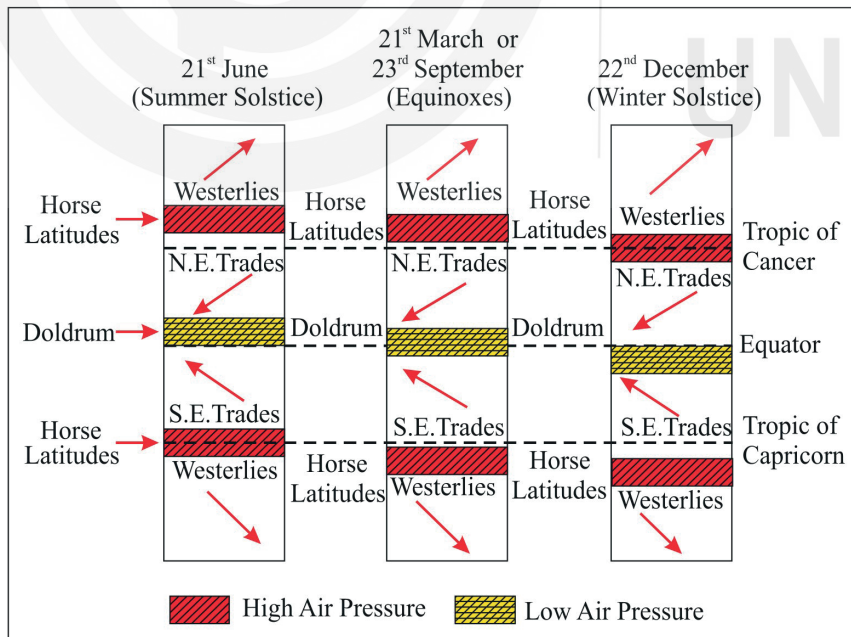 21st June
(Summer Solstice)
21st March or
23rd September
(Equinoxes)
22nd December
(Winter Solstice)
UN
Westerlies
Westerlies
Westerlies
Horse
Latitudes
Horse
Latitudes
Horse
Latitudes
Tropic of
Cancer
N.E.Trades
N.E.Trades
N.E.Trades
Doldrum
Doldrum
Doldrum
Equator
S.E.Trades
S.E.Trades
S.E.Trades
Horse
Latitudes
Tropic of
Capricorn
Westerlies
Horse
Latitudes
Westerlies
Horse
Latitudes
Westerlies
High Air Pressure
Low Air Pressure